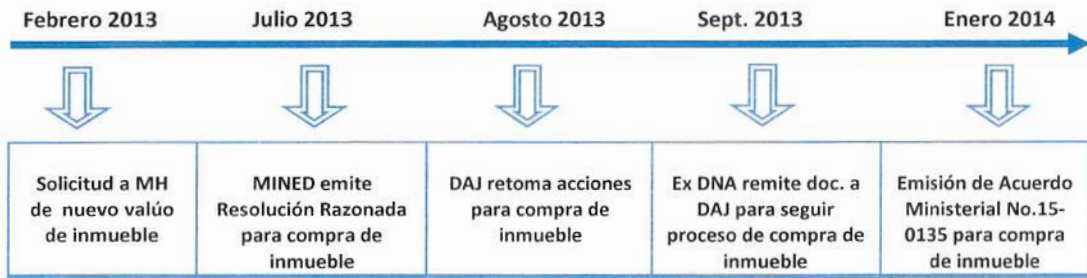 Febrero 2013
Julio 2013
Agosto 2013
Sept. 2013
Enero 2014
Solicitud a MH
de nuevo valúo
de inmueble
MINED emite
Resolución Razonada
para compra de
inmueble
DAJ retoma acciones
para compra de
inmueble
Ex DNA remite doc. a
DAJ para seguir
proceso de compra de
inmueble
Emisión de Acuerdo
Ministerial No.15-
0135 para compra
de inmueble